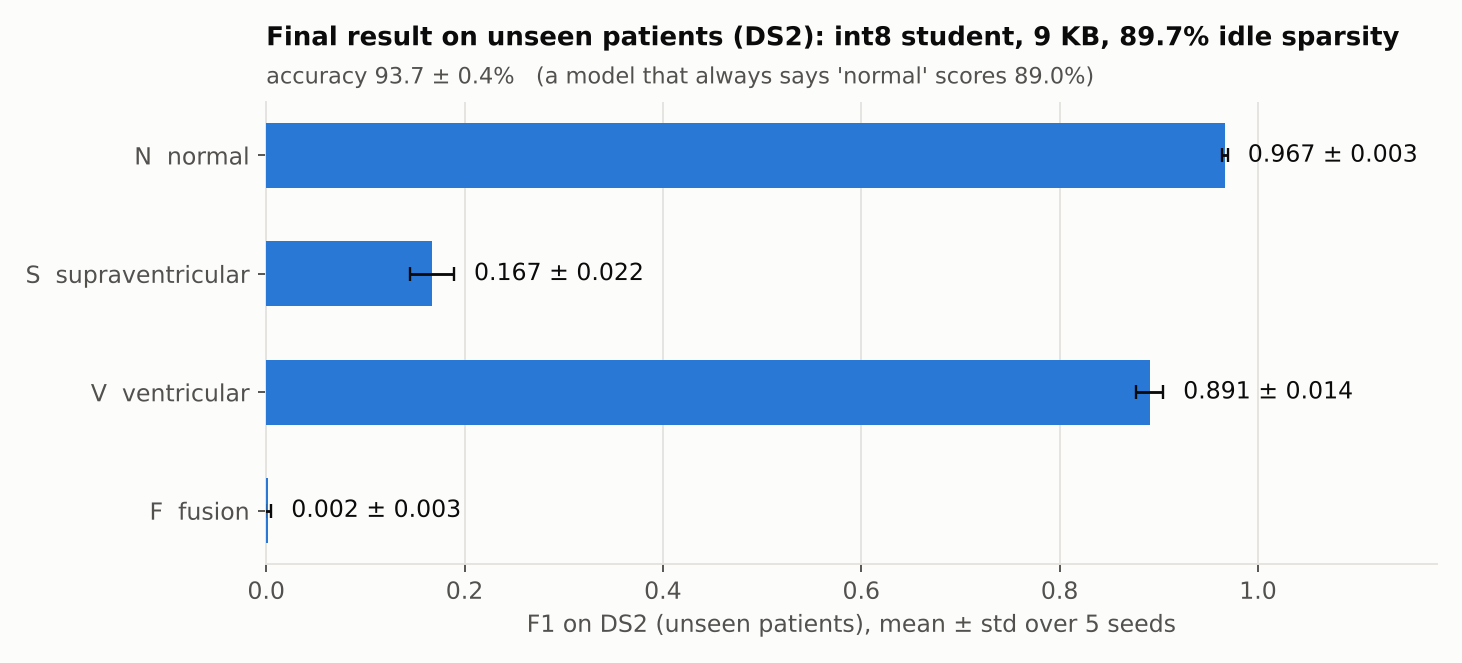 Final result on unseen patients (DS2): int8 student, 9 KB, 89.7% idle sparsity
accuracy 93.7 ± 0.4%   (a model that always says 'normal' scores 89.0%)
N  normal
0.967 ± 0.003
S  supraventricular
0.167 ± 0.022
V  ventricular
0.891 ± 0.014
F  fusion
0.002 ± 0.003
0.0 0.2 0.4 0.6 0.8 1.0
F1 on DS2 (unseen patients), mean ± std over 5 seeds